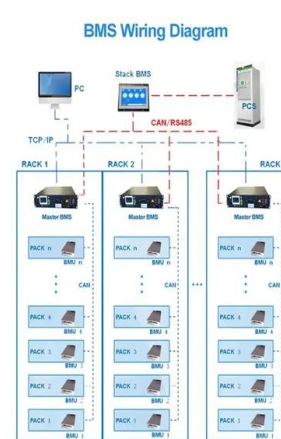 BMS Wiring Diagram
Stack BMS
PC
PCS
CAN/RS485
TCP/IP
RACK 1
RACK 2
RACK
Master BMS
Master BMS
Master BMS
PACK n
BMU n
PACK n
BMU n
PACK n
BMU n
CAN
CAN
CAN
PACK 4
BMU 4
PACK 4
BMU 4
PACK 4
BMU 4
PACK 3
BMU 3
PACK 3
BMU 3
PACK 3
BMU 3
PACK 2
BMU 2
PACK 2
BMU 2
PACK 2
BMU 2
PACK 1
BMU 1
PACK 1
BMU 1
PACK 1
BMU 1